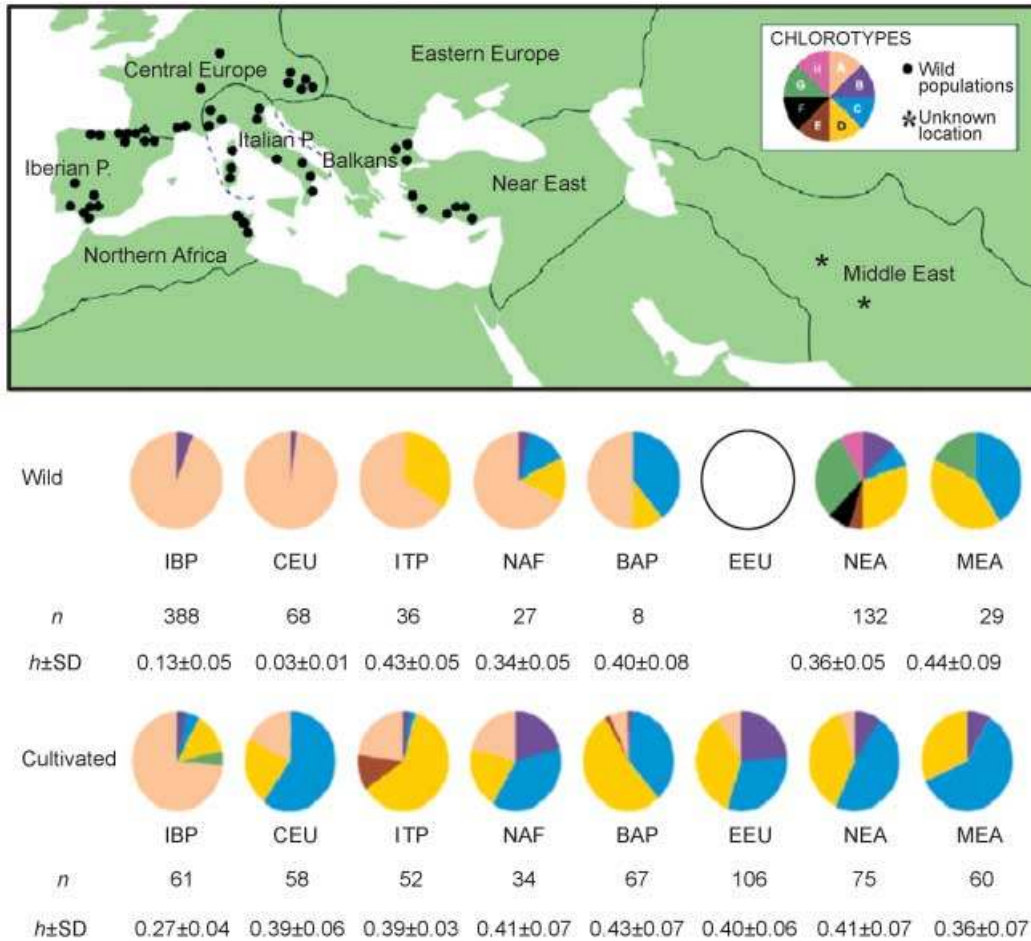 CHLOROTYPES
H A
G B
F C
E D
● Wild populations
* Unknown location
Eastern Europe
Central Europe
Italian P.
Balkans
Iberian P.
Near East
Northern Africa
* Middle East
*
Wild
IBP CEU ITP NAF BAP EEU NEA MEA
n 388 68 36 27 8 132 29
h±SD 0.13±0.05 0.03±0.01 0.43±0.05 0.34±0.05 0.40±0.08 0.36±0.05 0.44±0.09
Cultivated
IBP CEU ITP NAF BAP EEU NEA MEA
n 61 58 52 34 67 106 75 60
h±SD 0.27±0.04 0.39±0.06 0.39±0.03 0.41±0.07 0.43±0.07 0.40±0.06 0.41±0.07 0.36±0.07